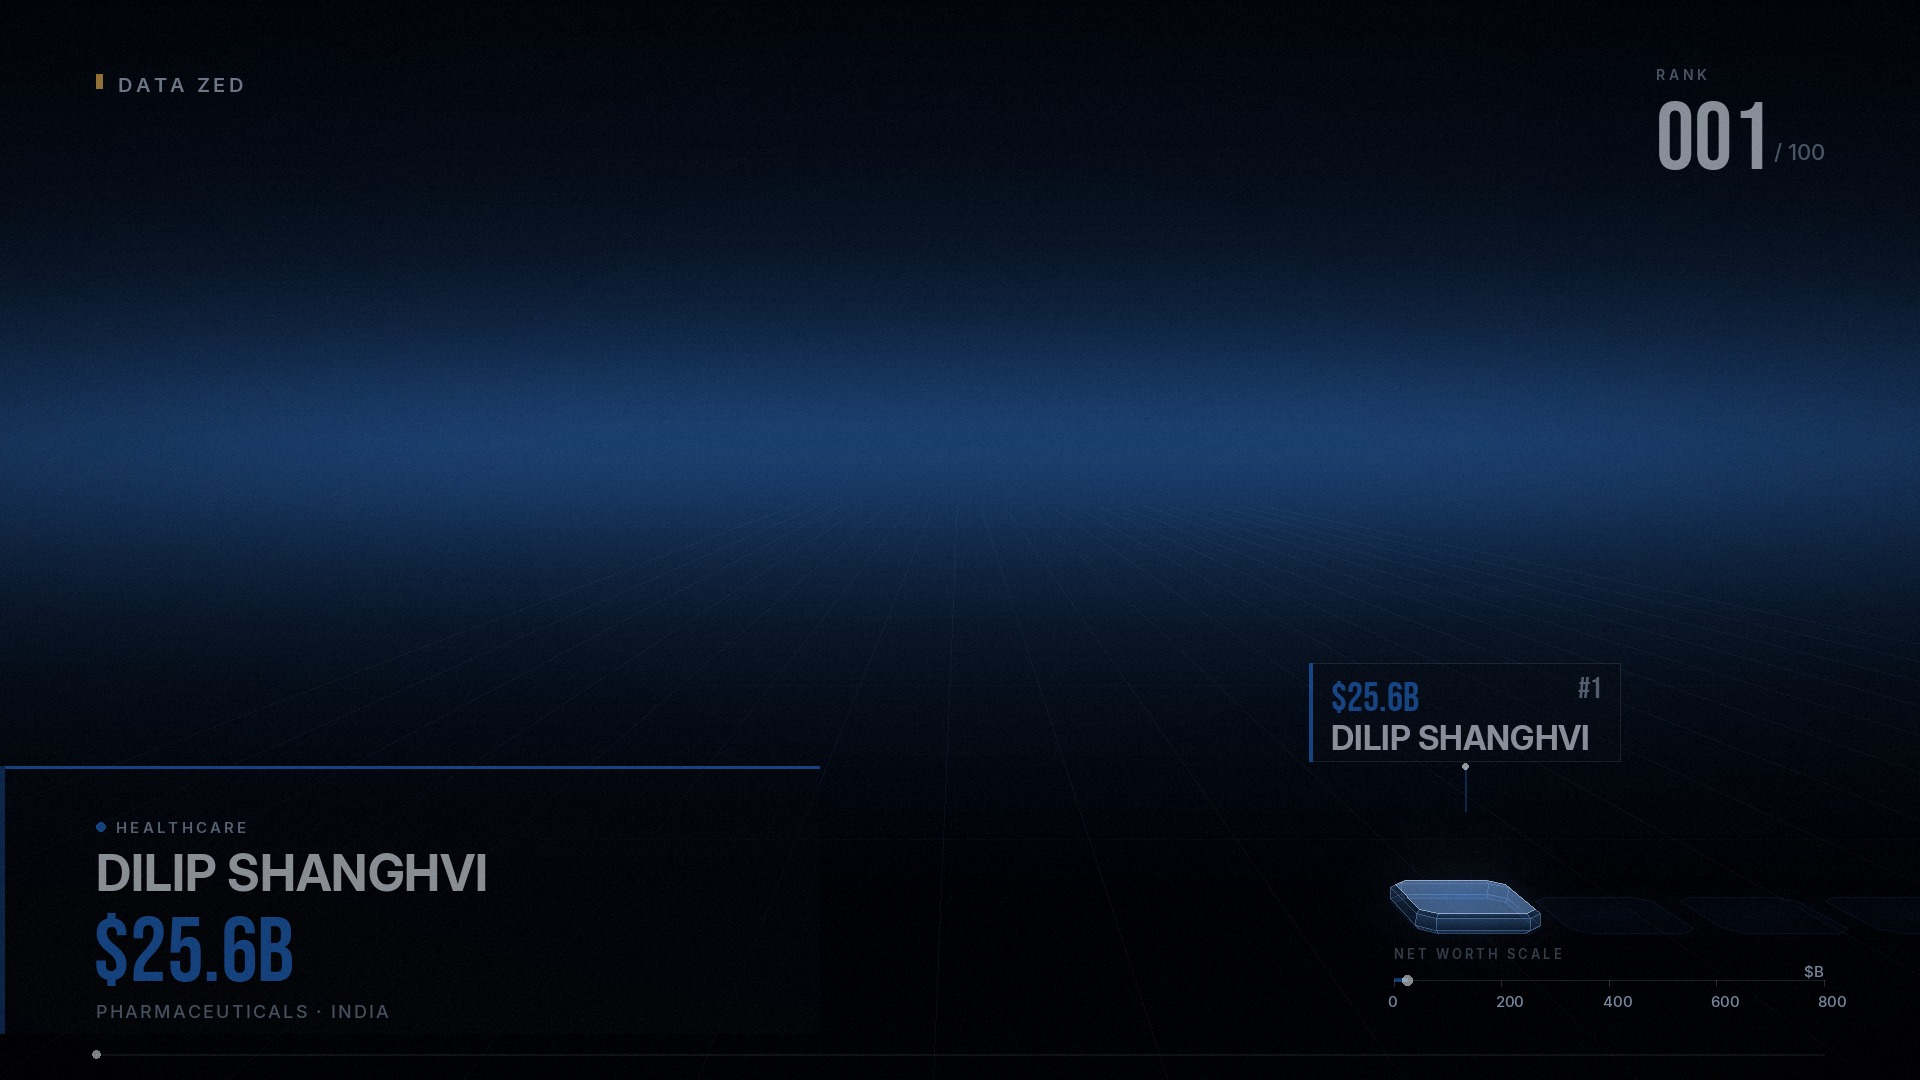 DATA ZED
RANK
001 / 100
$25.6B #1
DILIP SHANGHVI
HEALTHCARE
DILIP SHANGHVI
$25.6B
PHARMACEUTICALS · INDIA
NET WORTH SCALE
$B
0 200 400 600 800